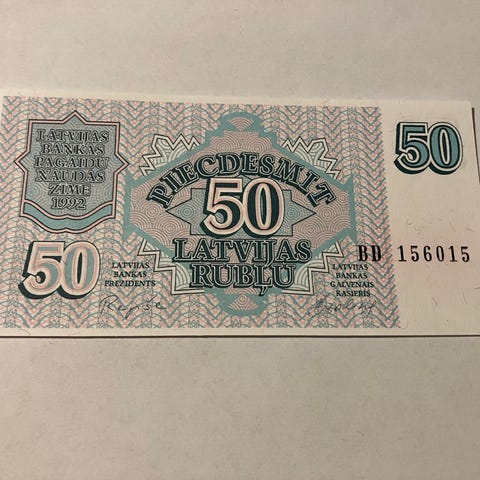 LATVIJAS
BANKAS
PAGAIDU
NAUDAS
ZĪME
1992
50
PIECDESMIT
50
LATVIJAS
RUBĻU
50
BD 156015
LATVIJAS
BANKAS
PREZIDENTS
LATVIJAS
BANKAS
GALVENAIS
KASIERIS